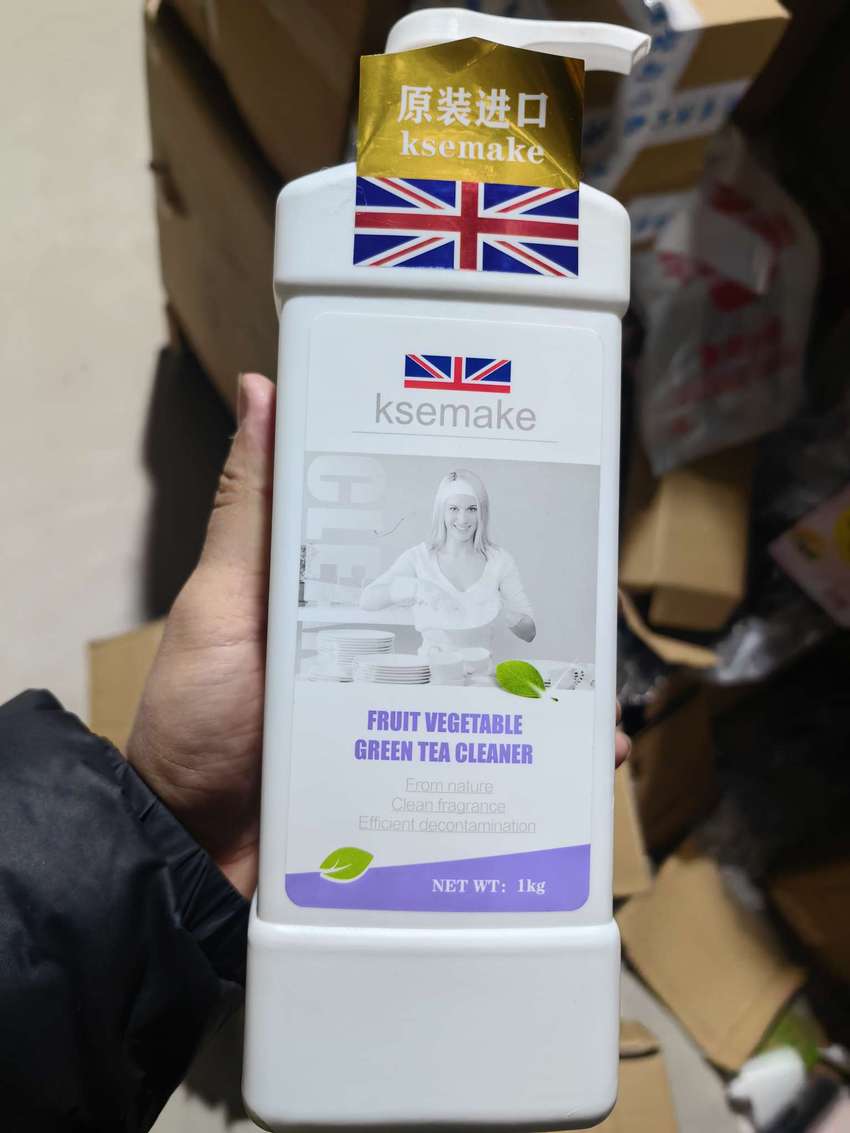 原装进口
ksemake
ksemake
FRUIT VEGETABLE
GREEN TEA CLEANER
From nature
Clean fragrance
Efficient decontamination
NET WT: 1kg